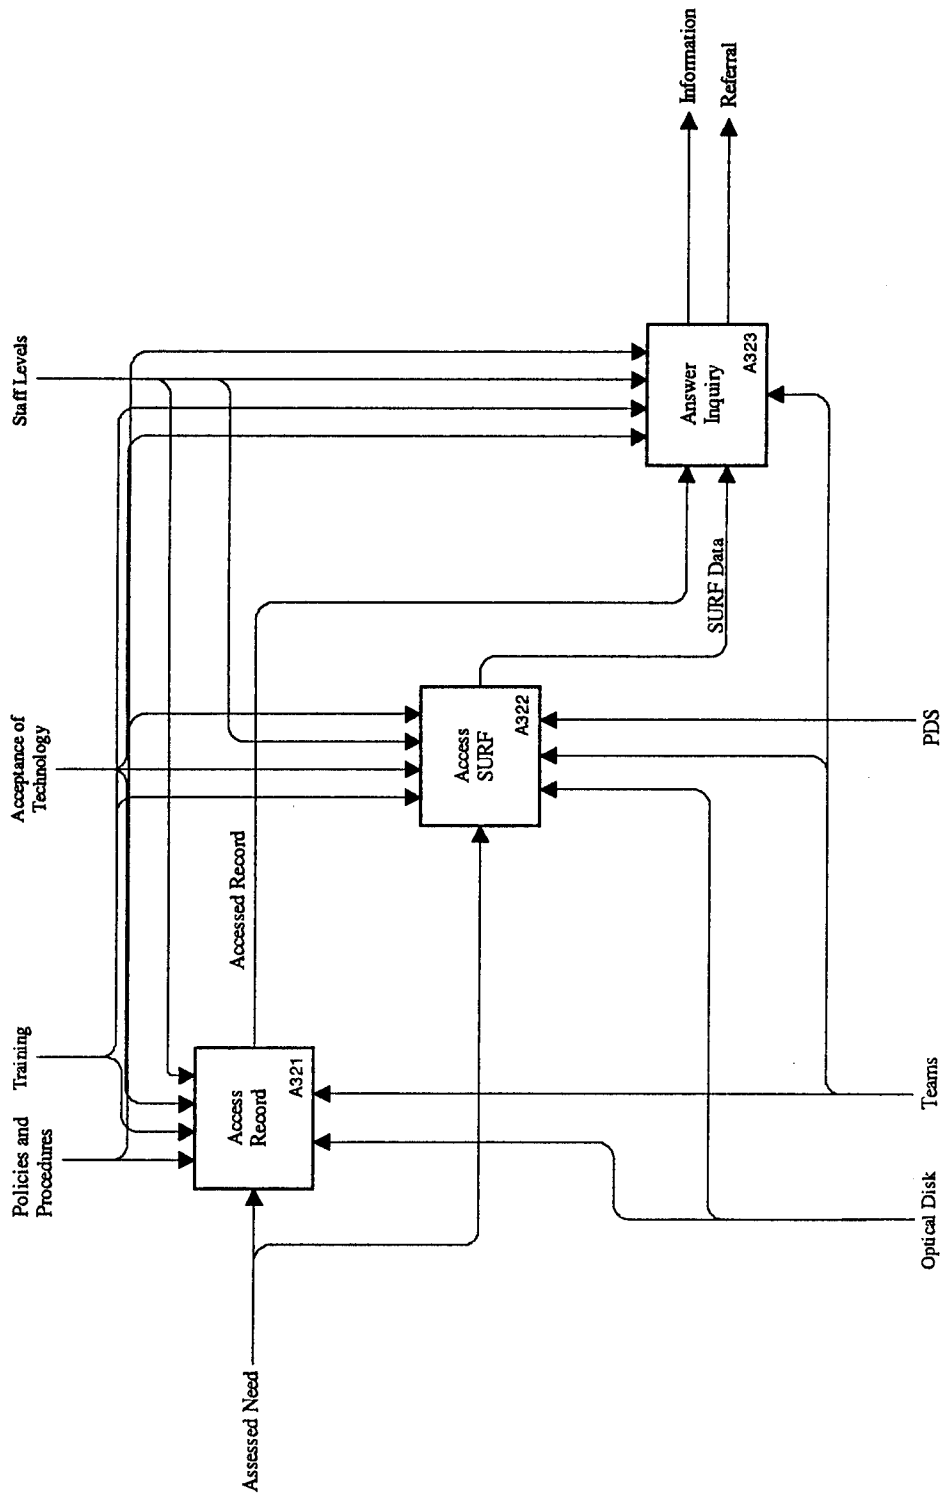 Policies and
Procedures
Training
Acceptance of
Technology
Staff Levels
Assessed Need
Access
Record
A321
Accessed Record
Access
SURF
A322
SURF Data
Answer
Inquiry
A323
Information
Referral
Optical Disk
Teams
PDS